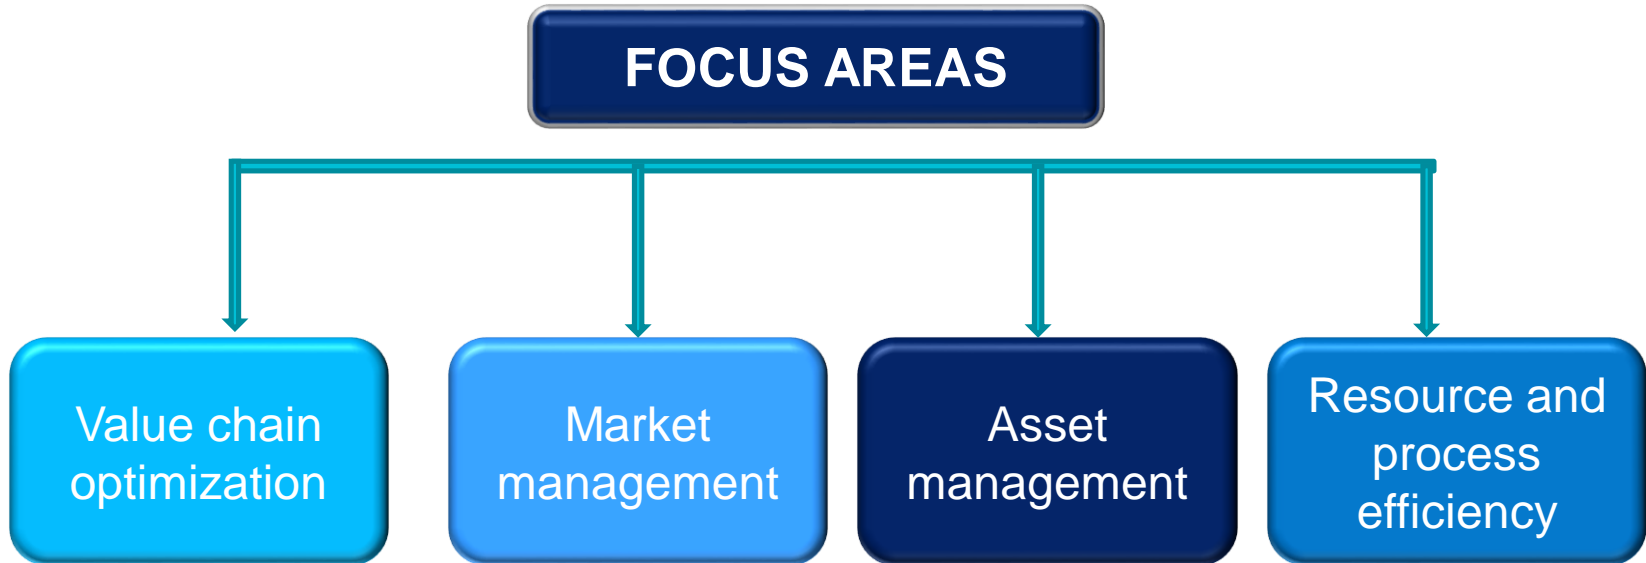 FOCUS AREAS
Value chain
optimization
Market
management
Asset
management
Resource and
process
efficiency